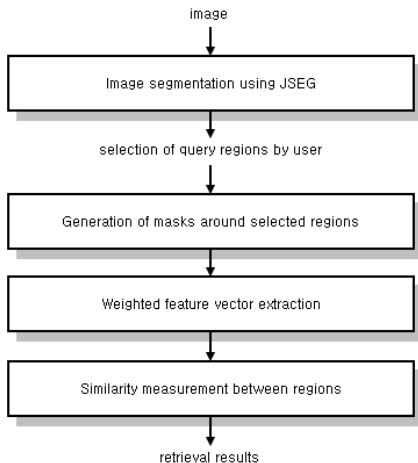 image
Image segmentation using JSEG
selection of query regions by user
Generation of masks around selected regions
Weighted feature vector extraction
Similarity measurement between regions
retrieval results